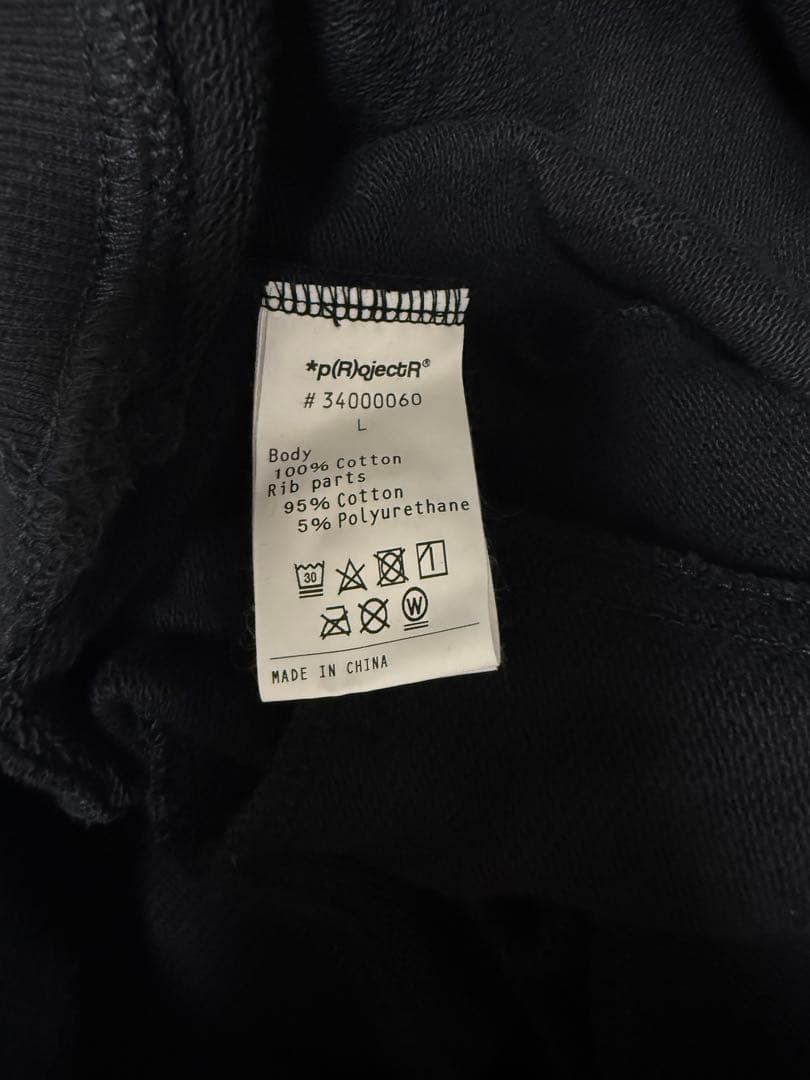 *p(R)ojectR®
# 34000060
L
Body
100% Cotton
Rib parts
95% Cotton
5% Polyurethane
30
W
MADE IN CHINA